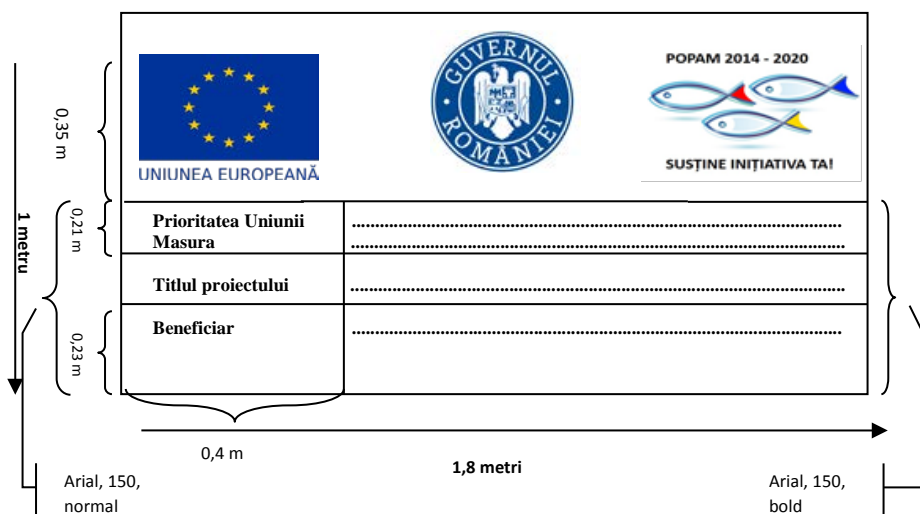 POPAM 2014 - 2020
GUVERNUL ROMÂNIEI
UNIUNEA EUROPEANĂ
SUSȚINE INIȚIATIVA TA!
0,35 m
1 metru
0,21 m
Prioritatea Uniunii ................................................................
Masura ................................................................
Titlul proiectului ................................................................
Beneficiar ................................................................
0,23 m
0,4 m
1,8 metri
Arial, 150,
normal
Arial, 150,
bold